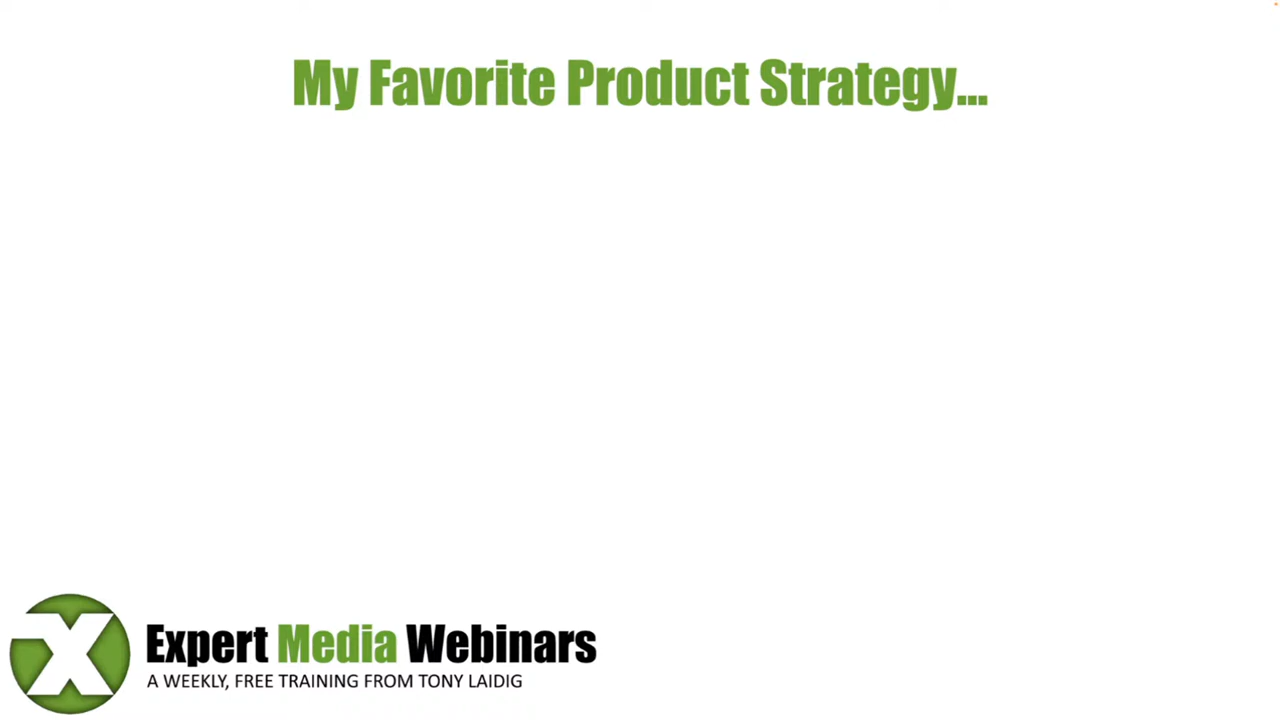 My Favorite Product Strategy...
Expert Media Webinars
A WEEKLY, FREE TRAINING FROM TONY LAIDIG